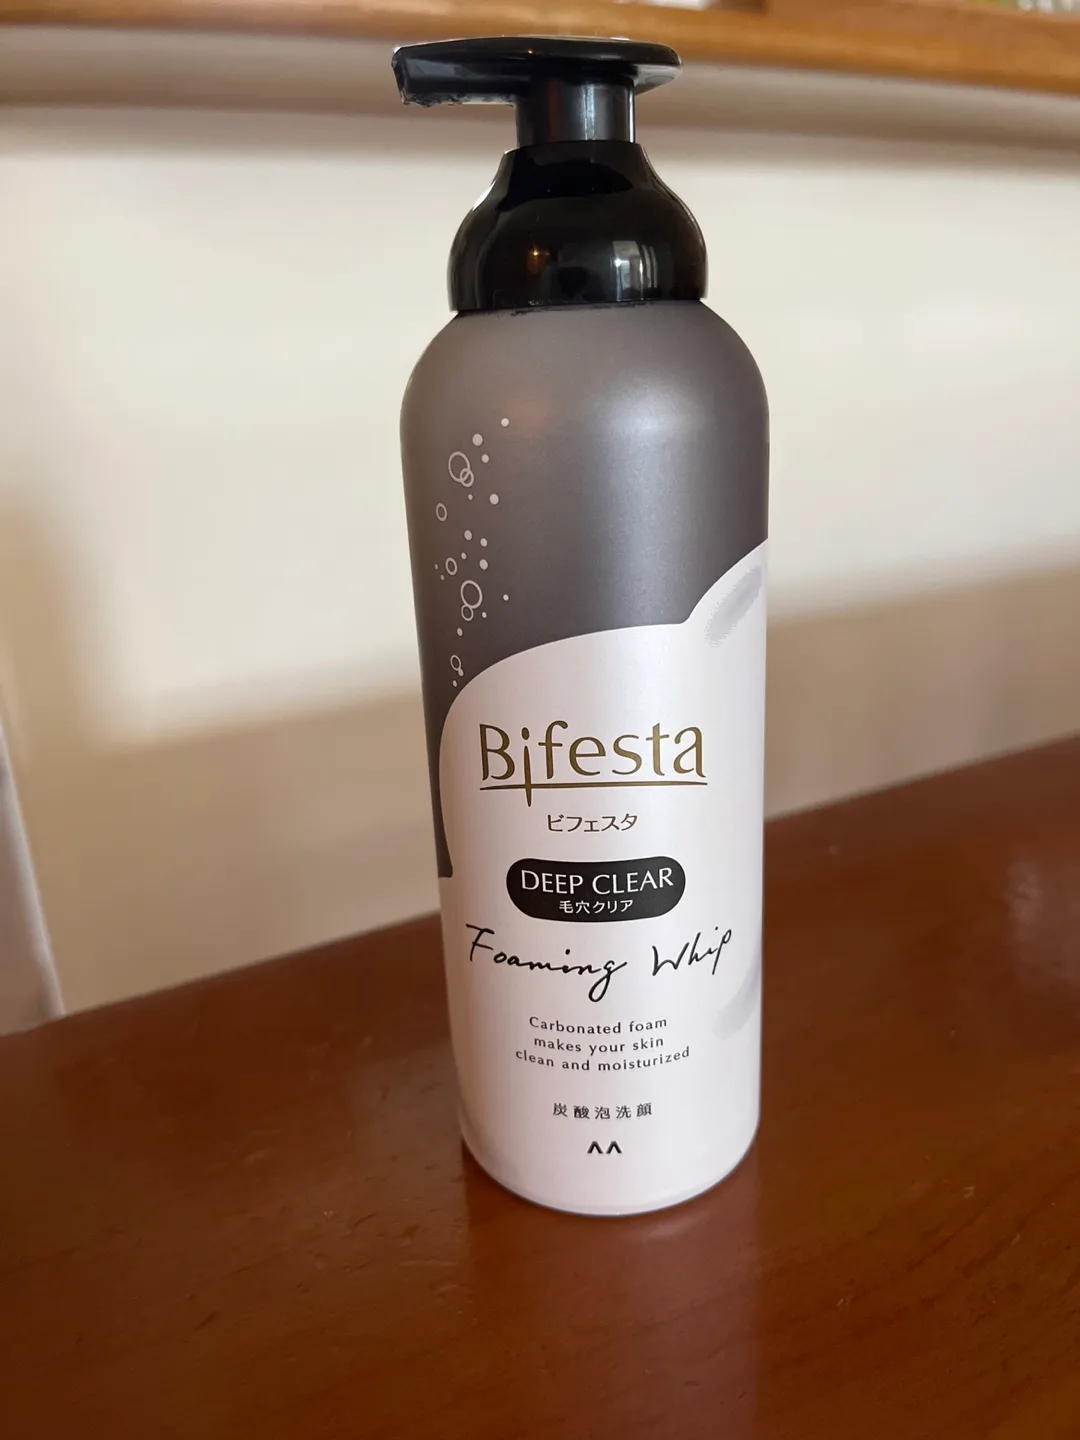 Bifesta
ビフェスタ
DEEP CLEAR
毛穴クリア
Foaming Whip
Carbonated foam
makes your skin
clean and moisturized
炭酸泡洗顔